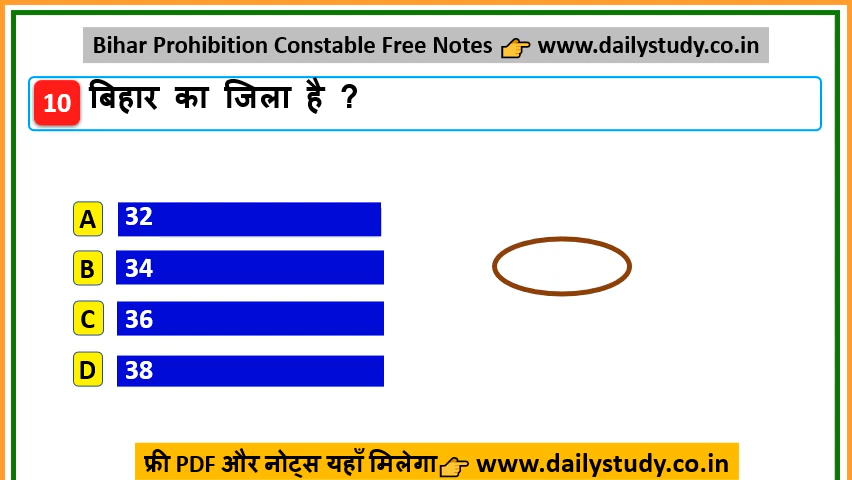 Bihar Prohibition Constable Free Notes 👉 www.dailystudy.co.in
10 बिहार का जिला है ?
A 32
B 34
C 36
D 38
फ्री PDF और नोट्स यहाँ मिलेगा👉 www.dailystudy.co.in